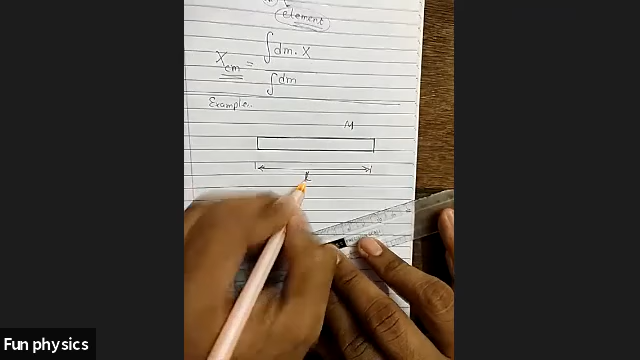 element
Xcm = ∫dm. X
∫dm
Example..
M
L
Fun physics